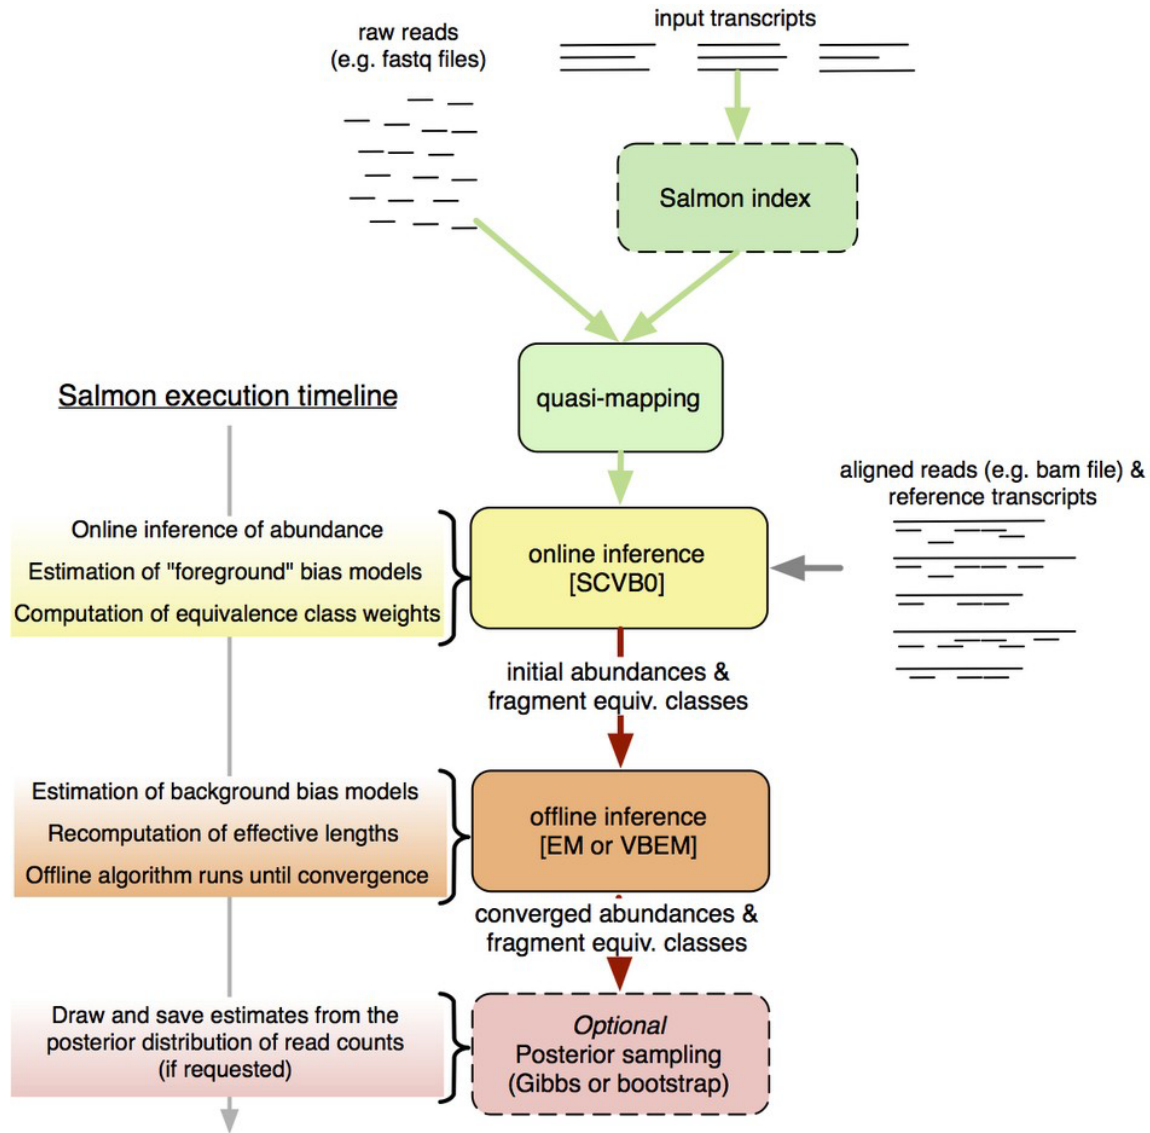 raw reads
(e.g. fastq files)
input transcripts
Salmon index
quasi-mapping
Salmon execution timeline
aligned reads (e.g. bam file) &
reference transcripts
Online inference of abundance
Estimation of "foreground" bias models
Computation of equivalence class weights
online inference
[SCVB0]
initial abundances &
fragment equiv. classes
Estimation of background bias models
Recomputation of effective lengths
Offline algorithm runs until convergence
offline inference
[EM or VBEM]
converged abundances &
fragment equiv. classes
Draw and save estimates from the
posterior distribution of read counts
(if requested)
Optional
Posterior sampling
(Gibbs or bootstrap)